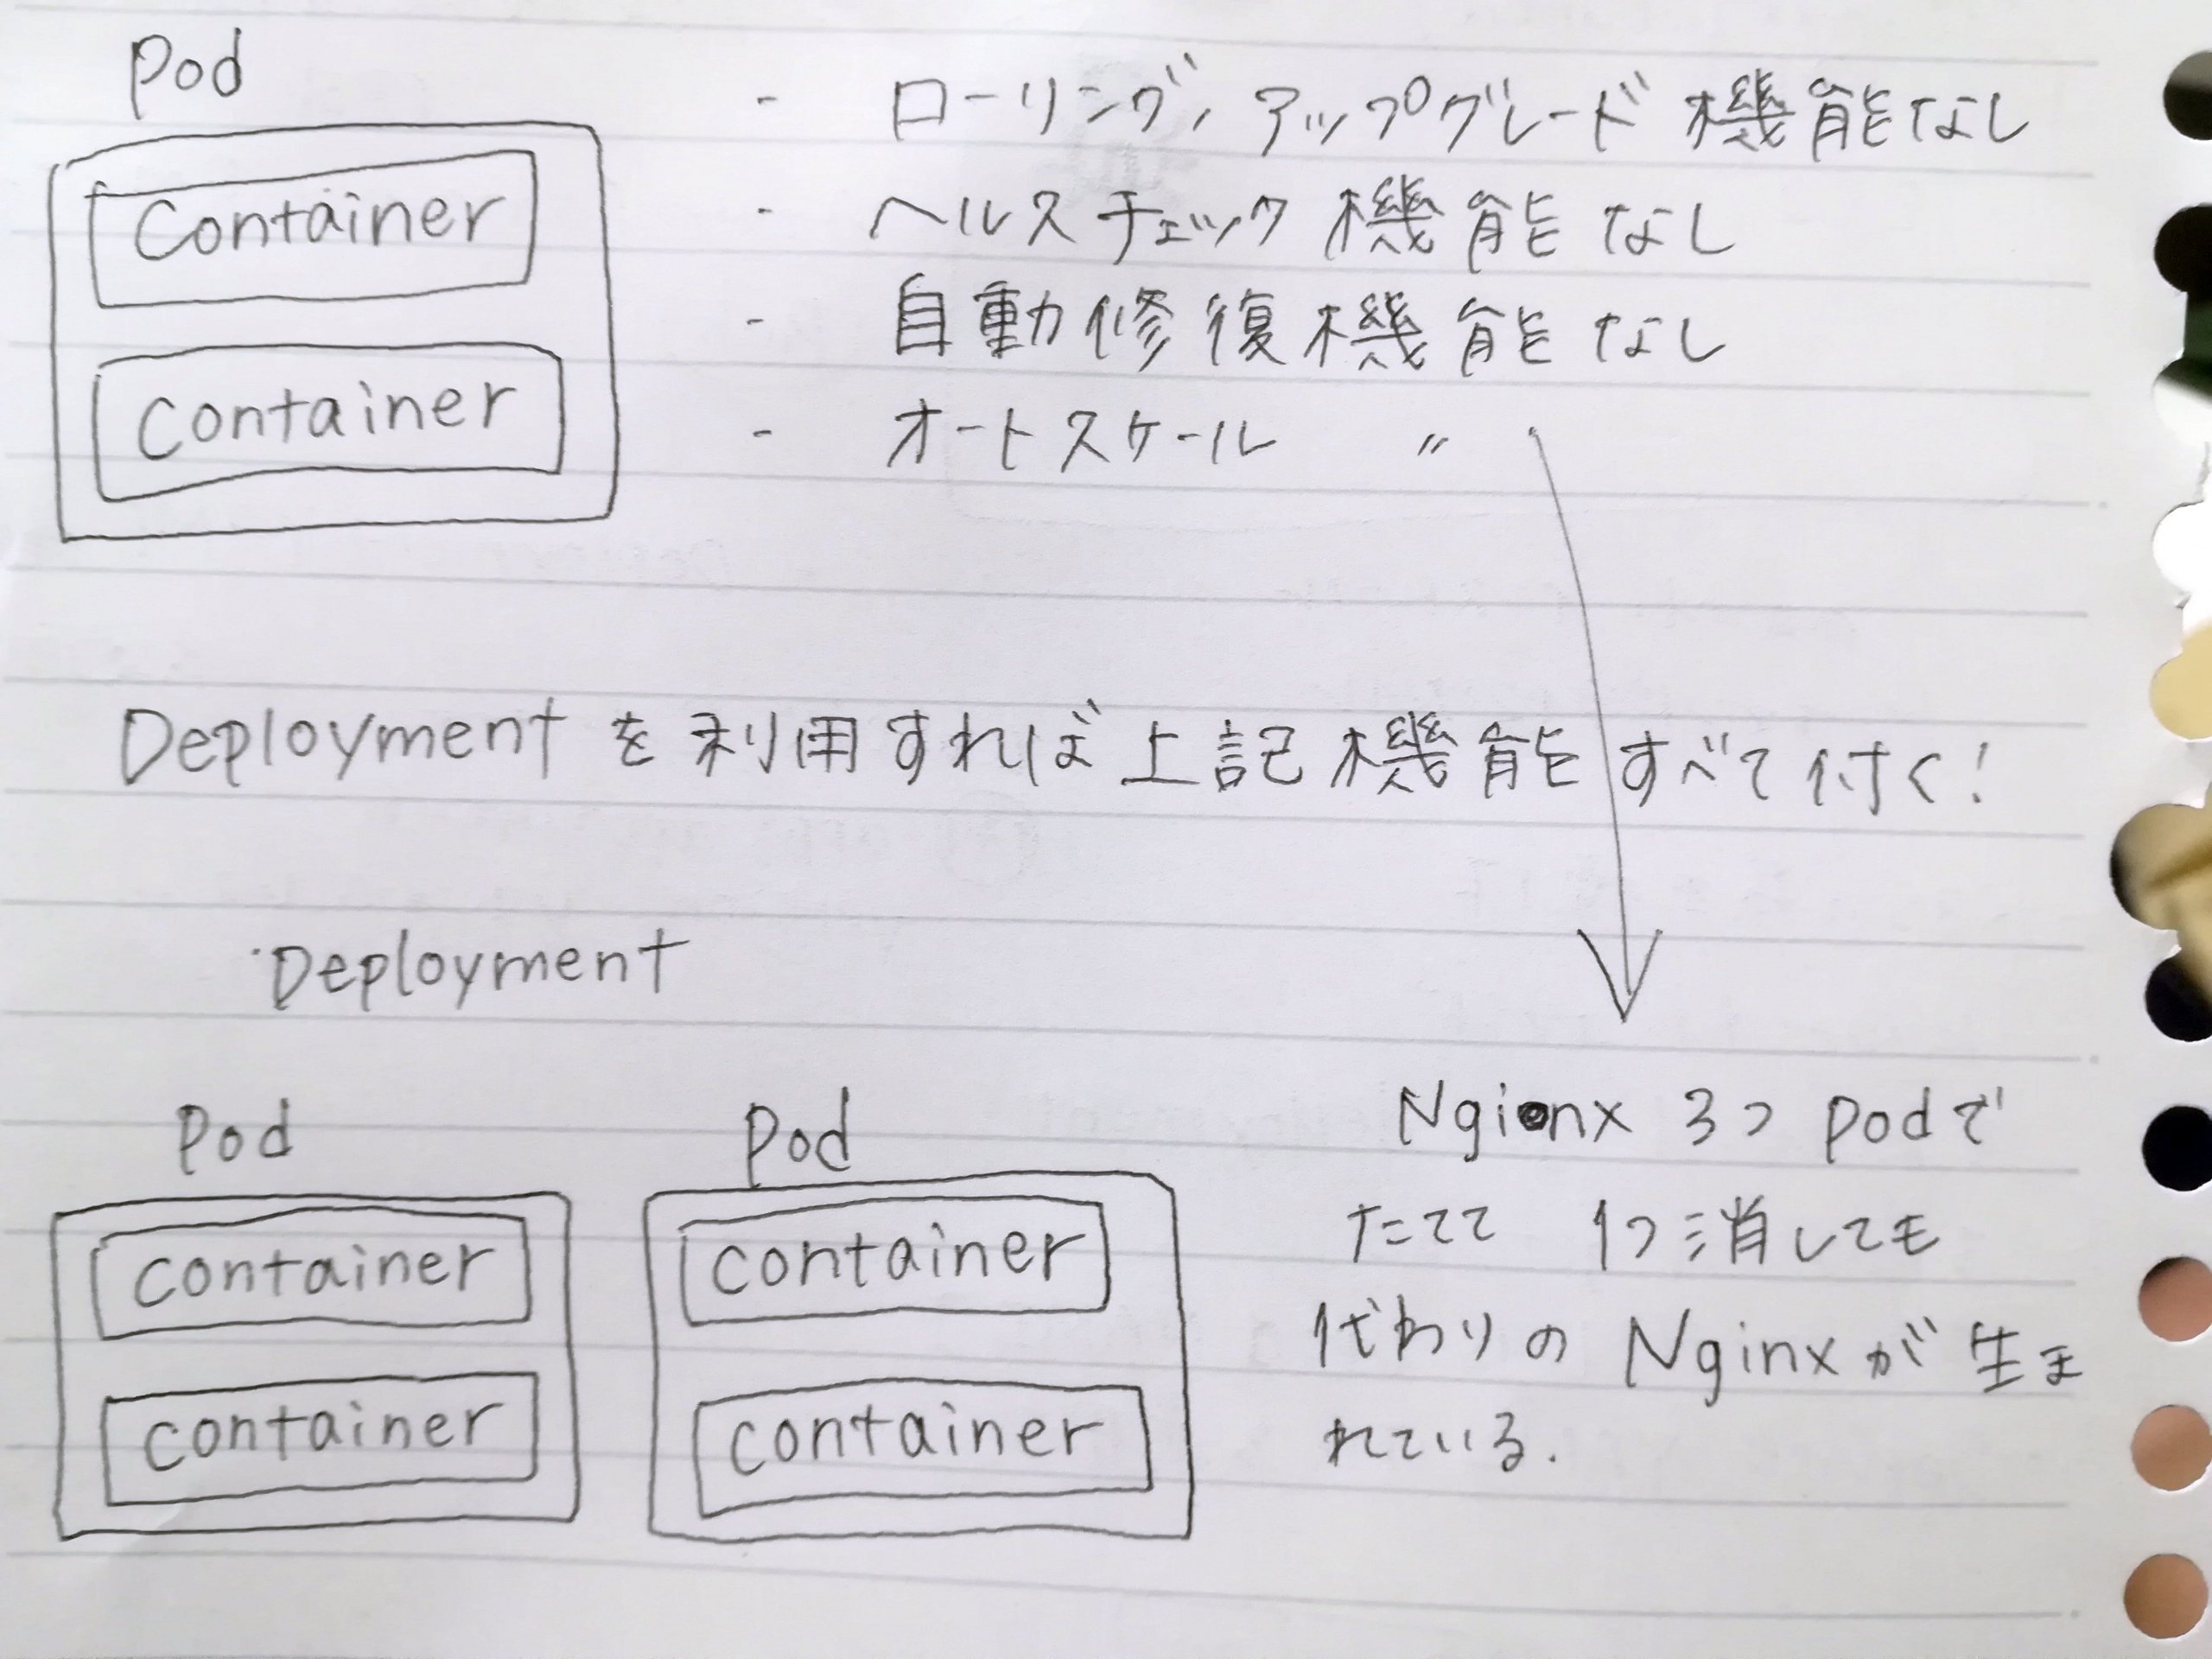 Pod
Container
Container
- ローリング、アップグレード機能なし
- ヘルスチェック機能なし
- 自動修復機能なし
- オートスケール 〃
Deploymentを利用すれば上記機能すべて付く!
・Deployment
Pod
container
container
Pod
container
container
Nginx 3つ Podで
たてて 1つ消しても
代わりの Nginxが生ま
れている.